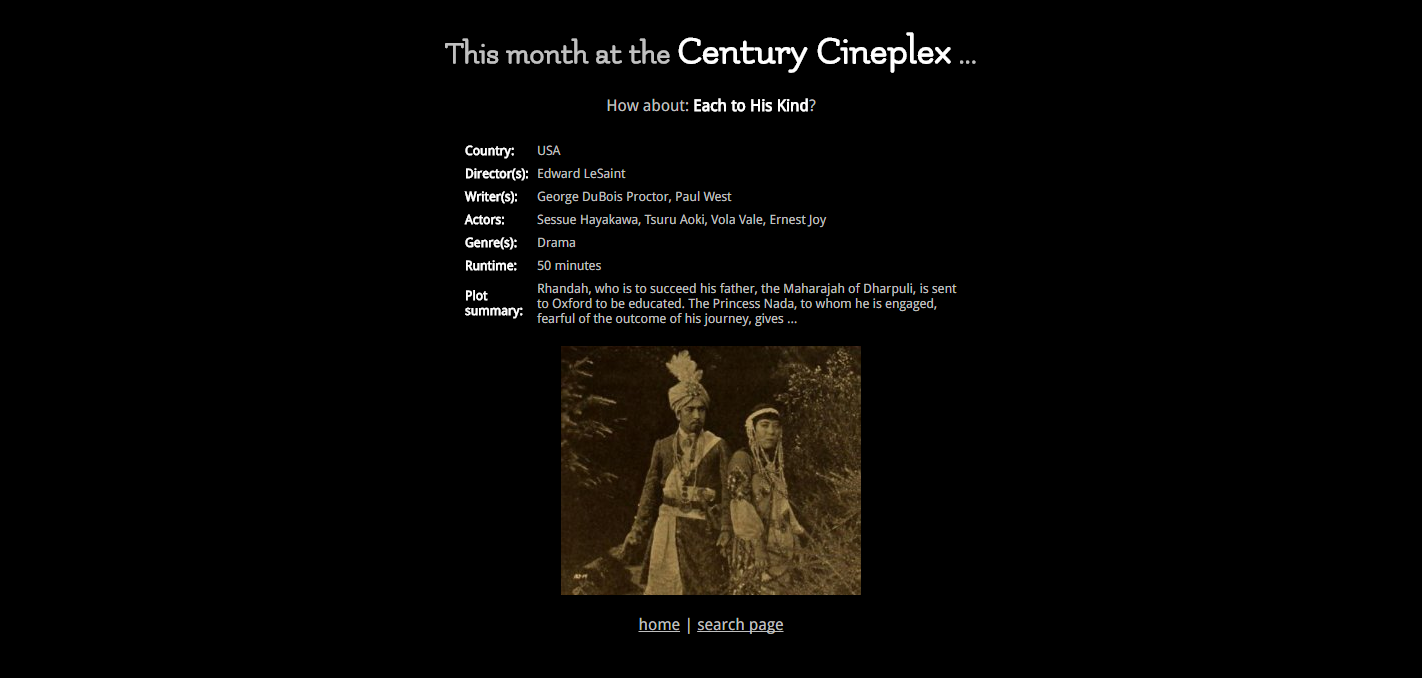 This month at the Century Cineplex ...
How about: Each to His Kind?
Country: USA
Director(s): Edward LeSaint
Writer(s): George DuBois Proctor, Paul West
Actors: Sessue Hayakawa, Tsuru Aoki, Vola Vale, Ernest Joy
Genre(s): Drama
Runtime: 50 minutes
Plot summary:
Rhandah, who is to succeed his father, the Maharajah of Dharpuli, is sent
to Oxford to be educated. The Princess Nada, to whom he is engaged,
fearful of the outcome of his journey, gives ...
home | search page